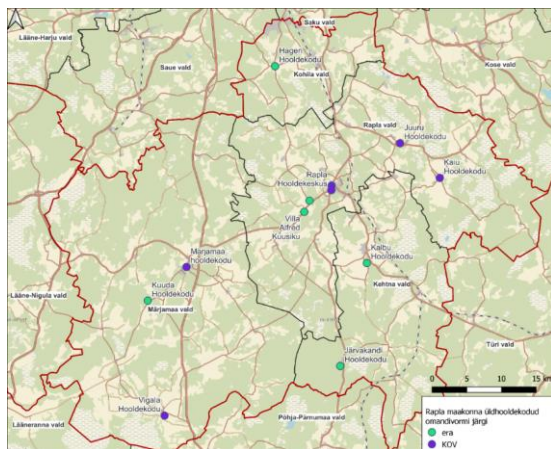 Lääne-Harju vald
Saku vald
Saue vald
Kose vald
Hageri
Hooldekodu
Kohila vald
Rapla vald
Juuru
Hooldekodu
Kaiu
Hooldekodu
Rapla
Hooldekeskus
Villa
Alfred
Kuusiku
Märjamaa
hooldekodu
Kabu
Hooldekodu
Kuuda
Hooldekodu
Kehtna vald
Lääne-Nigula vald
Märjamaa vald
Türi vald
Järvakandi
Hooldekodu
Vigala
Hooldekodu
Lääneranna vald
Põhja-Pärnumaa vald
0 5 10 15 km
Rapla maakonna üldhooldekodud
omandivormi järgi
era
KOV